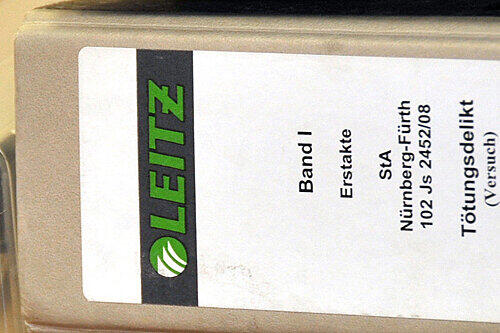 LEITZ
Band I
Erstakte
StA
Nürnberg-Fürth
102 Js 2452/08
Tötungsdelikt
(Versuch)